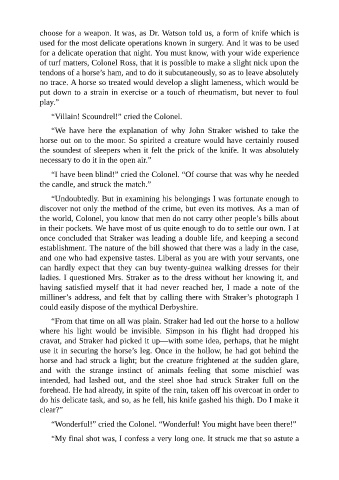 choose for a weapon. It was, as Dr. Watson told us, a form of knife which is
used for the most delicate operations known in surgery. And it was to be used
for a delicate operation that night. You must know, with your wide experience
of turf matters, Colonel Ross, that it is possible to make a slight nick upon the
tendons of a horse’s ham, and to do it subcutaneously, so as to leave absolutely
no trace. A horse so treated would develop a slight lameness, which would be
put down to a strain in exercise or a touch of rheumatism, but never to foul
play.”
“Villain! Scoundrel!” cried the Colonel.
“We have here the explanation of why John Straker wished to take the
horse out on to the moor. So spirited a creature would have certainly roused
the soundest of sleepers when it felt the prick of the knife. It was absolutely
necessary to do it in the open air.”
“I have been blind!” cried the Colonel. “Of course that was why he needed
the candle, and struck the match.”
“Undoubtedly. But in examining his belongings I was fortunate enough to
discover not only the method of the crime, but even its motives. As a man of
the world, Colonel, you know that men do not carry other people’s bills about
in their pockets. We have most of us quite enough to do to settle our own. I at
once concluded that Straker was leading a double life, and keeping a second
establishment. The nature of the bill showed that there was a lady in the case,
and one who had expensive tastes. Liberal as you are with your servants, one
can hardly expect that they can buy twenty-guinea walking dresses for their
ladies. I questioned Mrs. Straker as to the dress without her knowing it, and
having satisfied myself that it had never reached her, I made a note of the
milliner’s address, and felt that by calling there with Straker’s photograph I
could easily dispose of the mythical Derbyshire.
“From that time on all was plain. Straker had led out the horse to a hollow
where his light would be invisible. Simpson in his flight had dropped his
cravat, and Straker had picked it up—with some idea, perhaps, that he might
use it in securing the horse’s leg. Once in the hollow, he had got behind the
horse and had struck a light; but the creature frightened at the sudden glare,
and with the strange instinct of animals feeling that some mischief was
intended, had lashed out, and the steel shoe had struck Straker full on the
forehead. He had already, in spite of the rain, taken off his overcoat in order to
do his delicate task, and so, as he fell, his knife gashed his thigh. Do I make it
clear?”
“Wonderful!” cried the Colonel. “Wonderful! You might have been there!”
“My final shot was, I confess a very long one. It struck me that so astute a